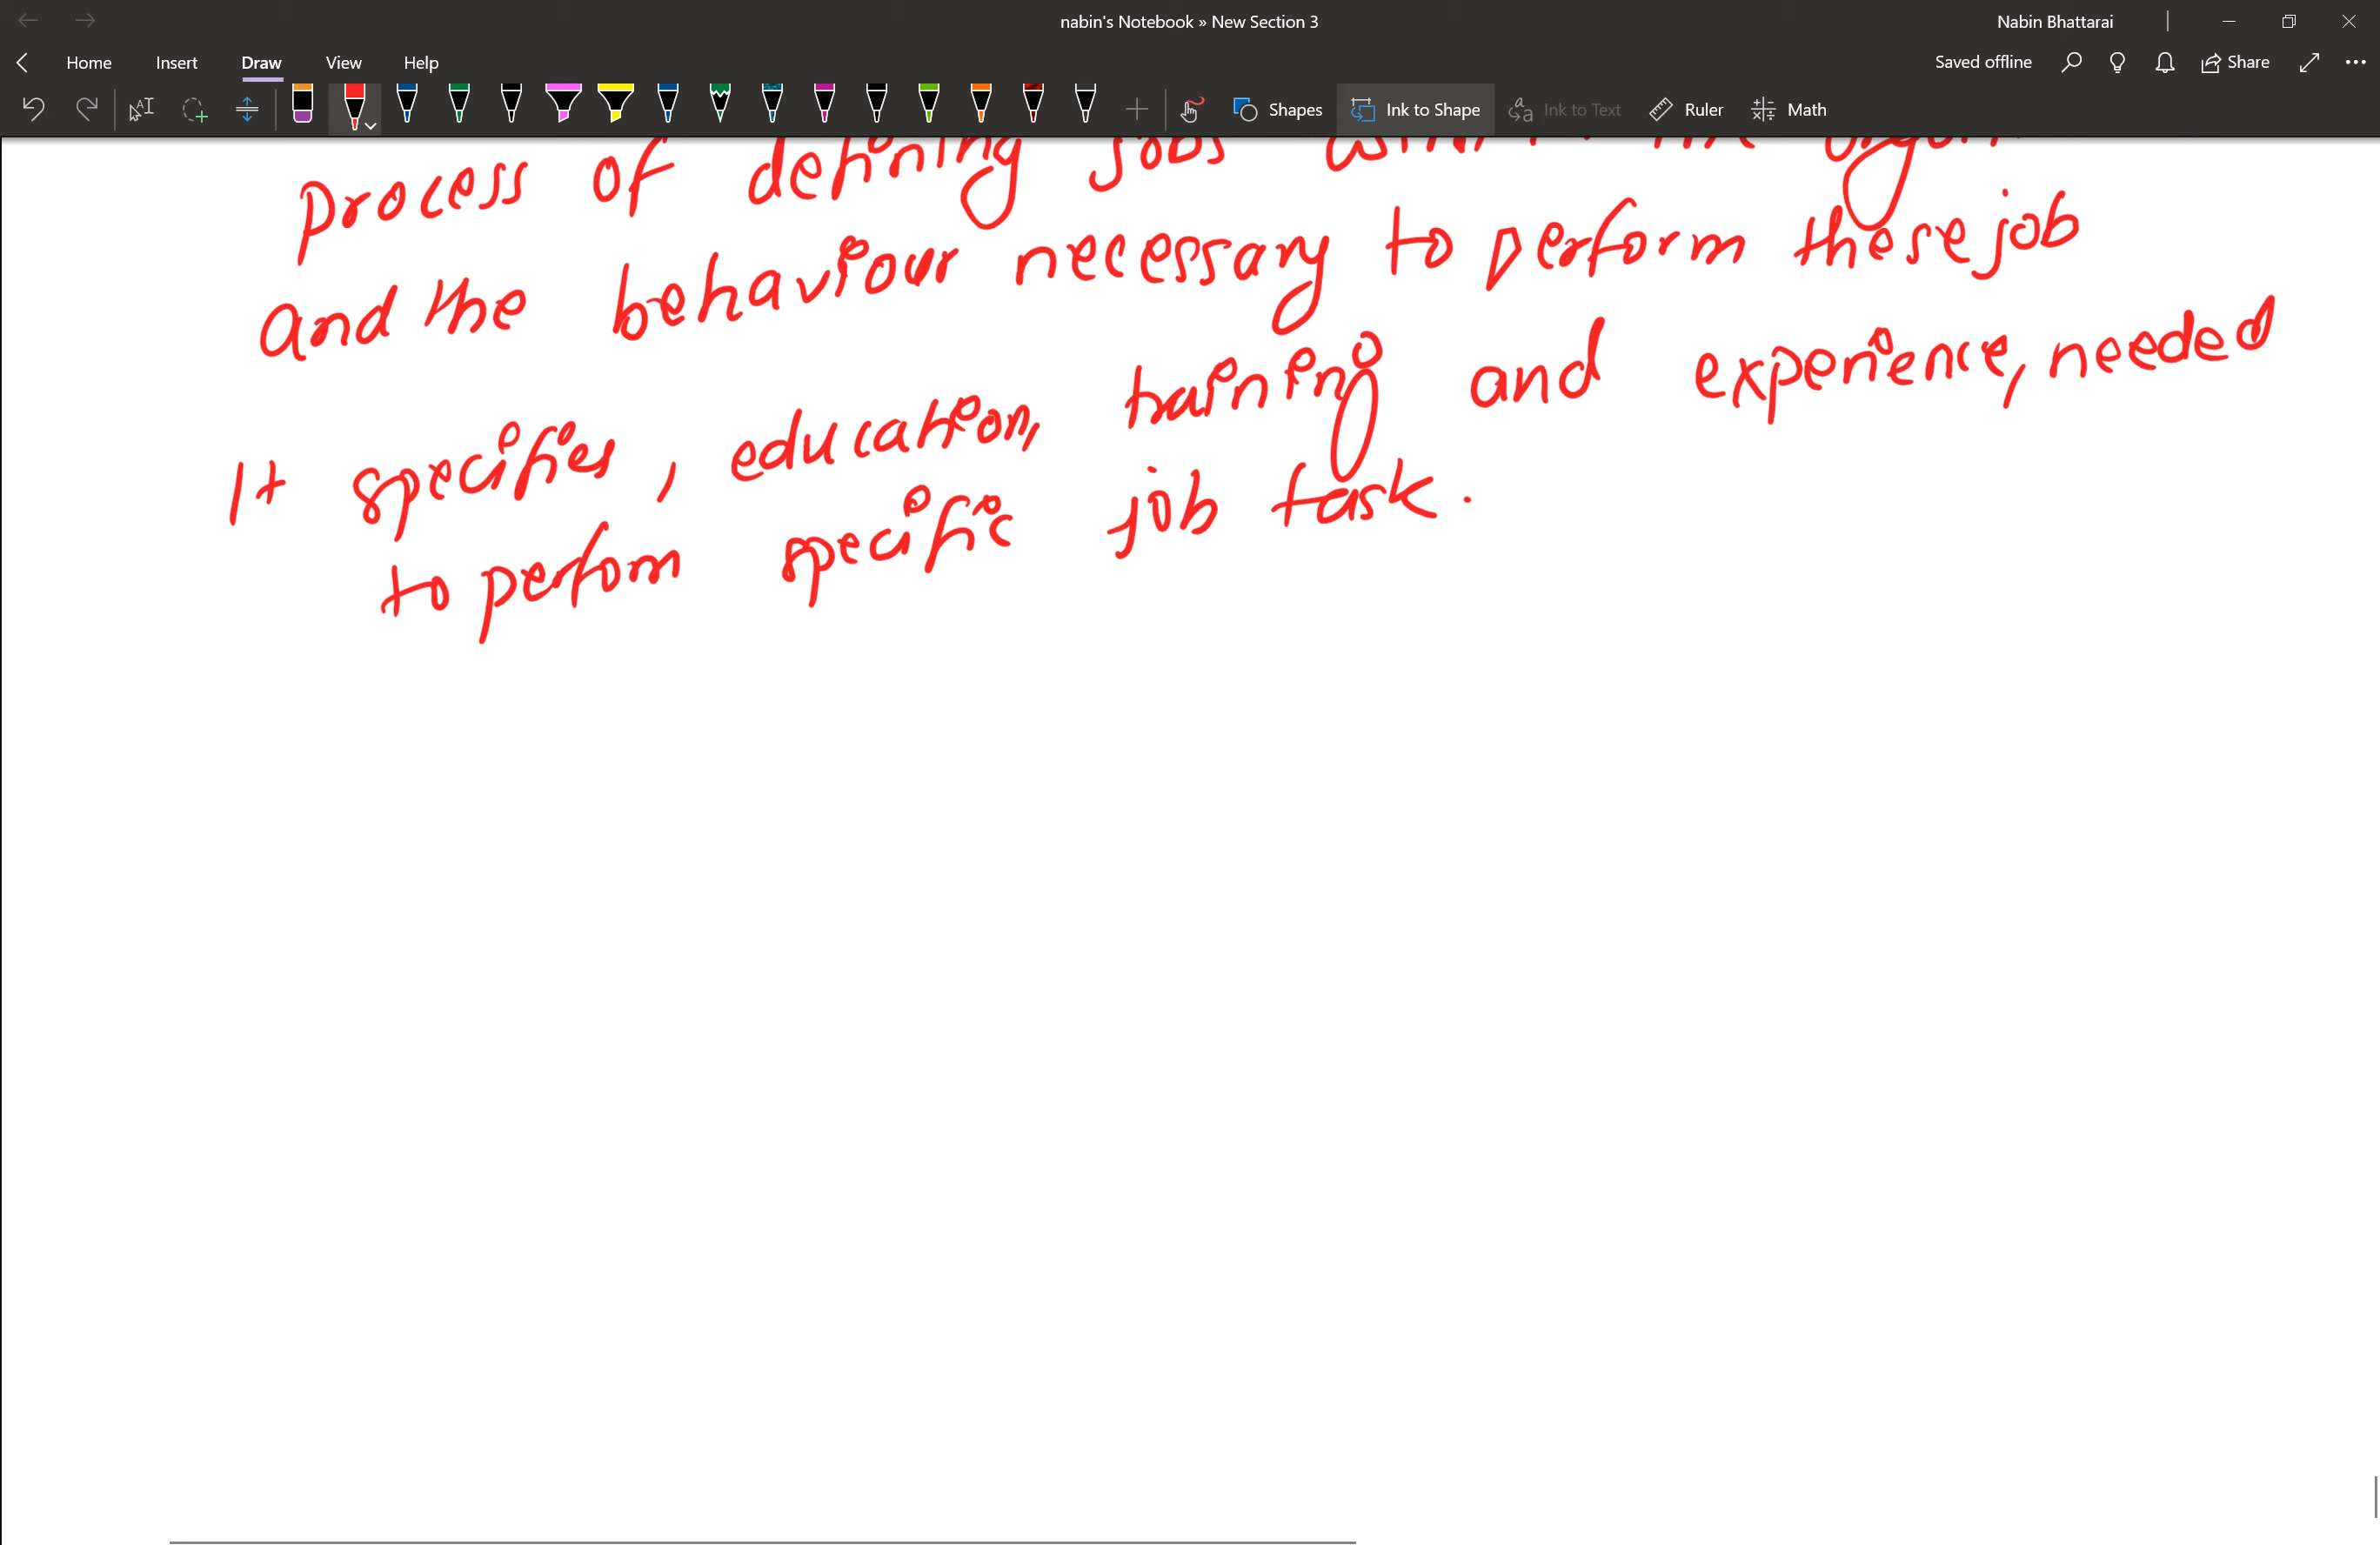 nabin's Notebook » New Section 3
Nabin Bhattarai
Home Insert Draw View Help
Saved offline
Share
Shapes
Ink to Shape
Ink to Text
Ruler
Math
process of defining jobs
and the behaviour necessary to perform these job
It specifies, education, training and experience, needed
to perfom specific job task.